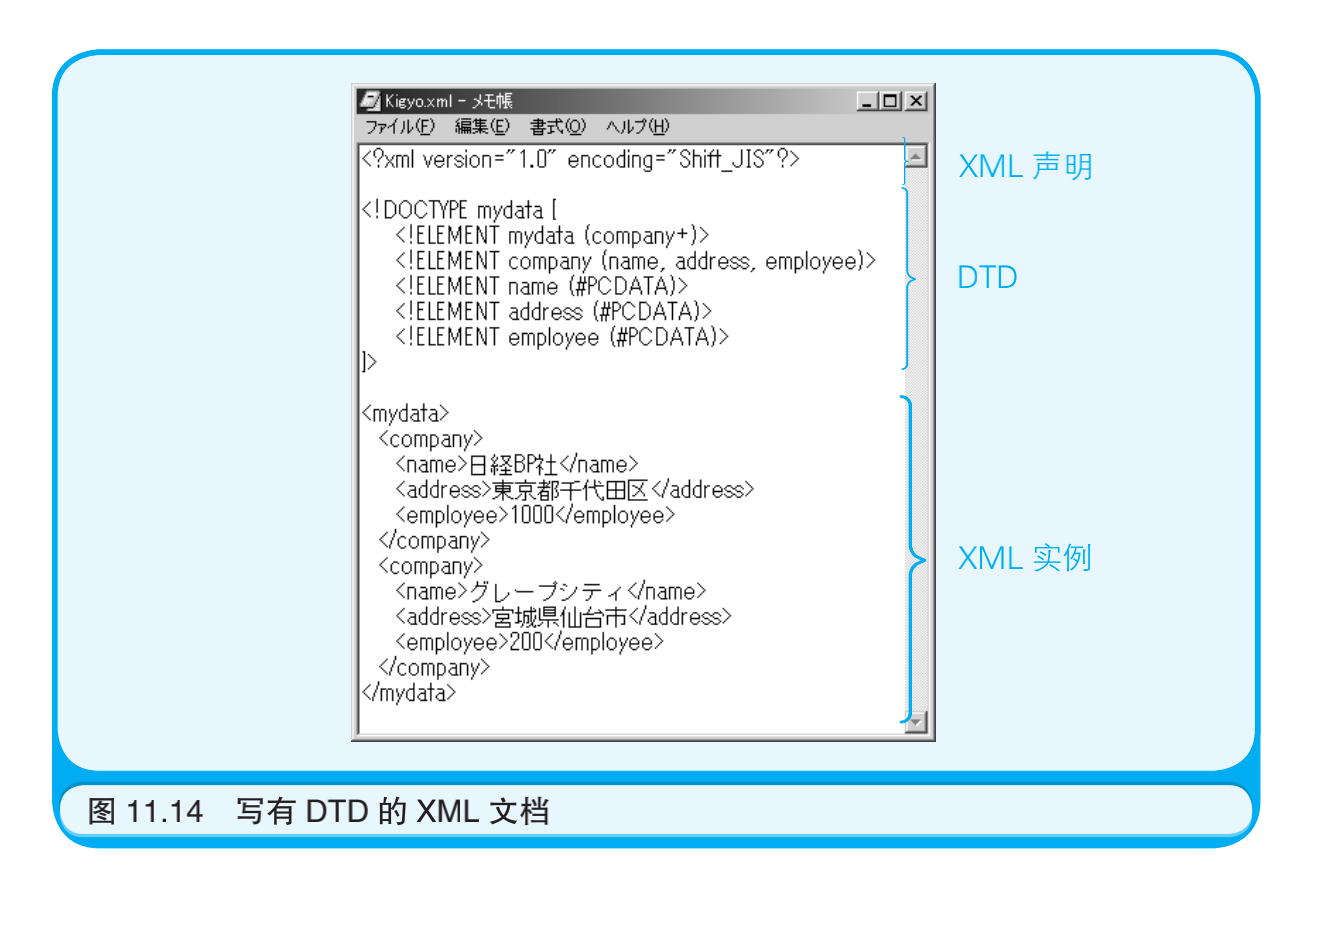 Kigyo.xml - メモ帳
ファイル(F) 編集(E) 書式(O) ヘルプ(H)
<?xml version="1.0" encoding="Shift_JIS"?>
XML 声明
<!DOCTYPE mydata [
<!ELEMENT mydata (company+)>
<!ELEMENT company (name, address, employee)>
<!ELEMENT name (#PCDATA)>
<!ELEMENT address (#PCDATA)>
<!ELEMENT employee (#PCDATA)>
]>
DTD
<mydata>
<company>
<name>日経BP社</name>
<address>東京都千代田区</address>
<employee>1000</employee>
</company>
<company>
<name>グレープシティ</name>
<address>宮城県仙台市</address>
<employee>200</employee>
</company>
</mydata>
XML 实例
图 11.14 写有 DTD 的 XML 文档